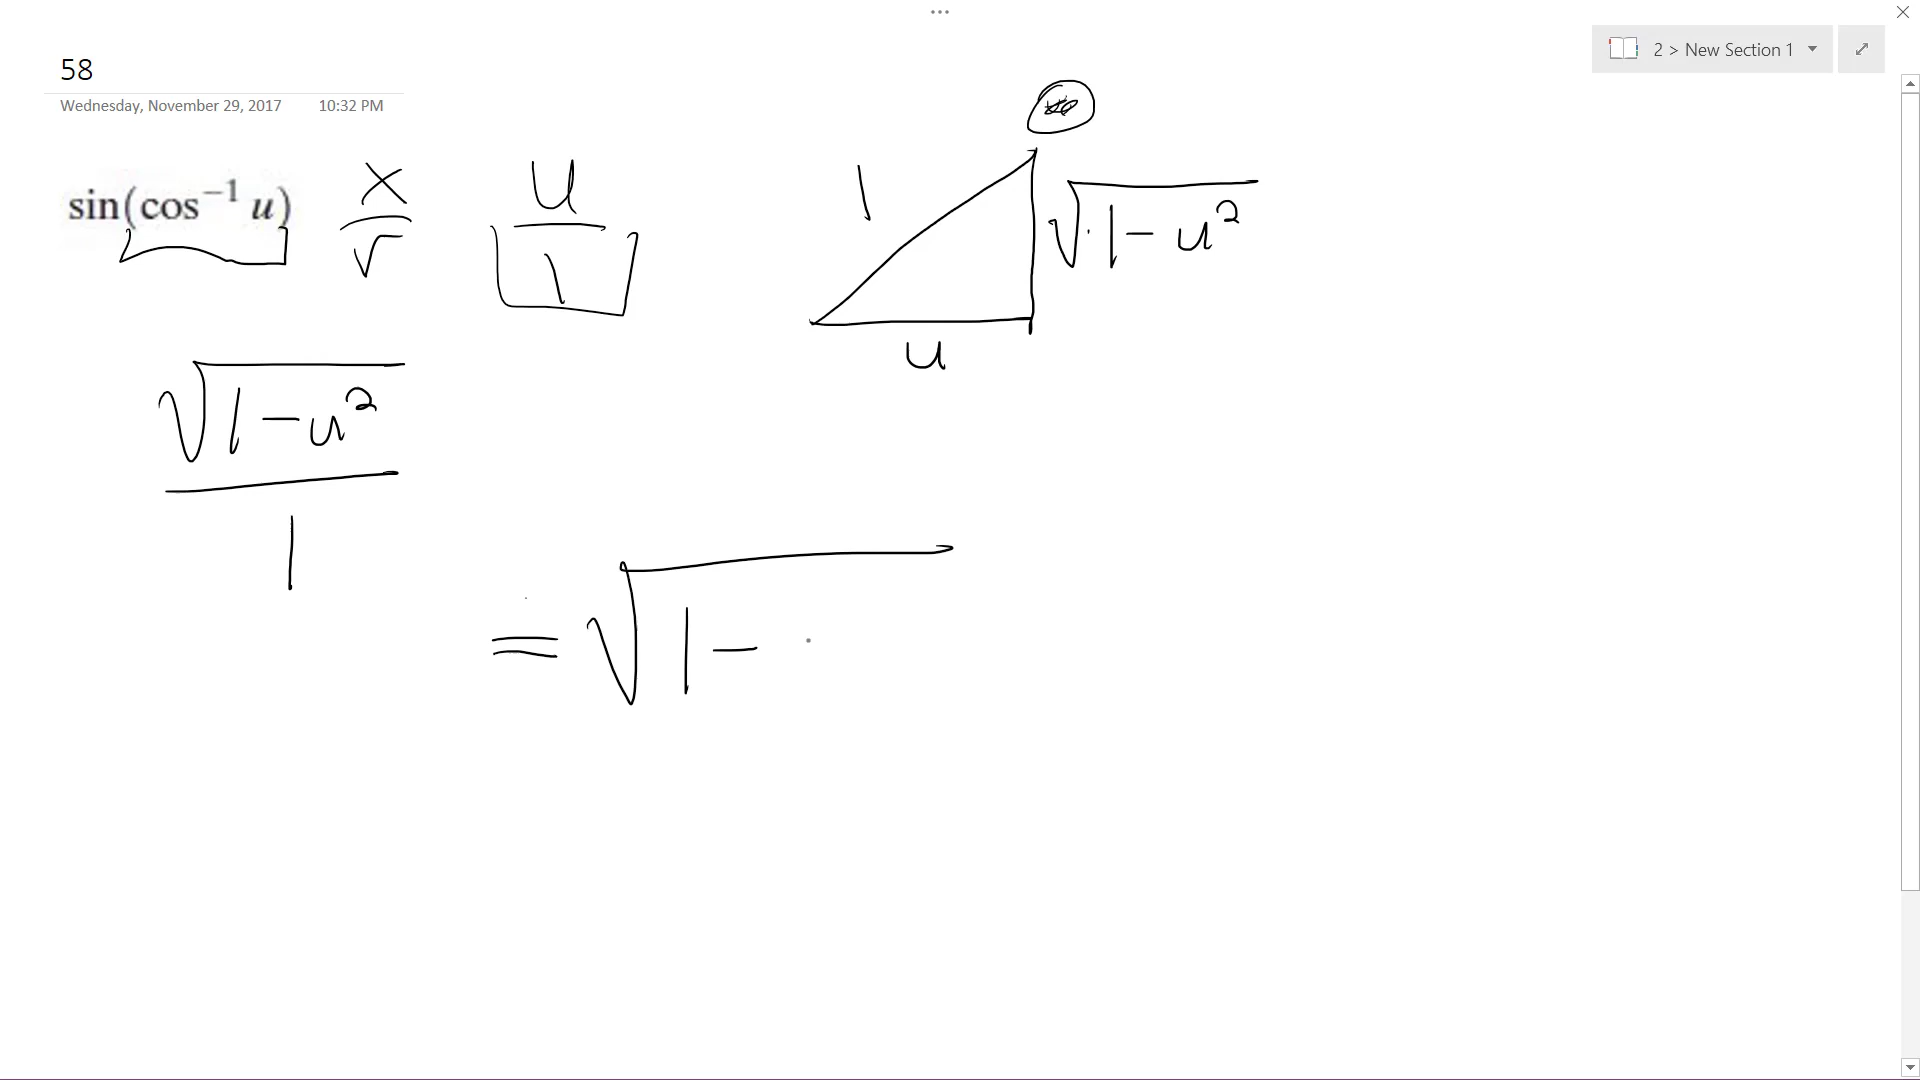 2 > New Section 1
58
Wednesday, November 29, 2017 10:32 PM
sin(cos⁻¹ u) x/r u/1
1 √1-u²
u
√1-u²
1
= √1-